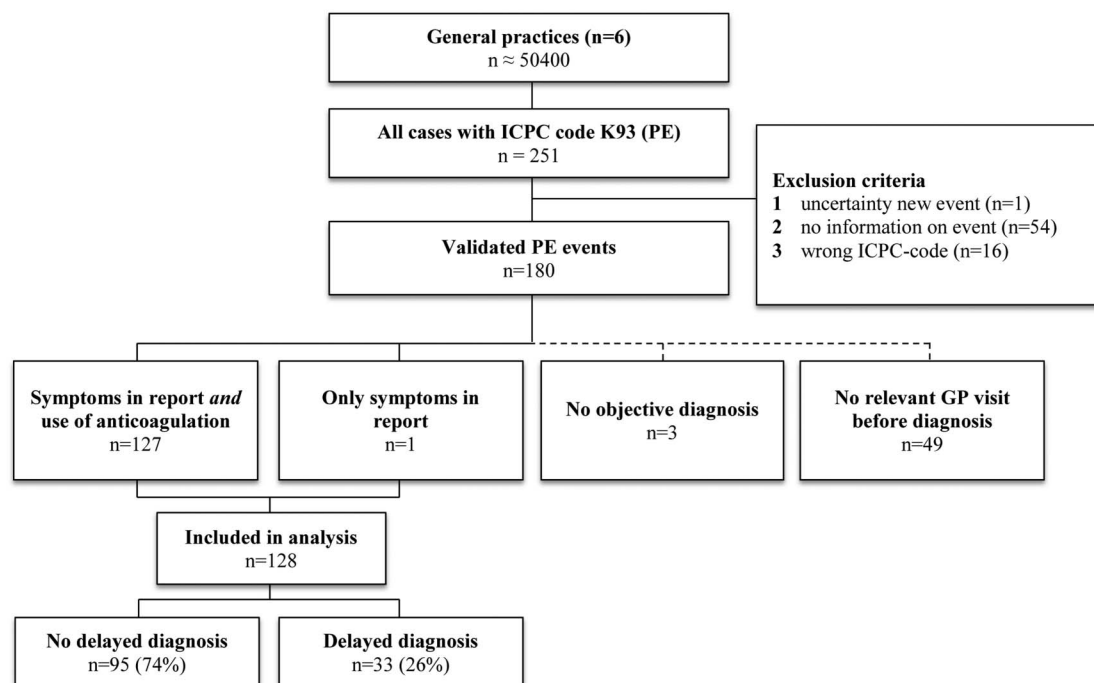 General practices (n=6)
n ≈ 50400
All cases with ICPC code K93 (PE)
n = 251
Exclusion criteria
1 uncertainty new event (n=1)
2 no information on event (n=54)
3 wrong ICPC-code (n=16)
Validated PE events
n=180
Symptoms in report and
use of anticoagulation
n=127
Only symptoms in
report
n=1
No objective diagnosis
n=3
No relevant GP visit
before diagnosis
n=49
Included in analysis
n=128
No delayed diagnosis
n=95 (74%)
Delayed diagnosis
n=33 (26%)